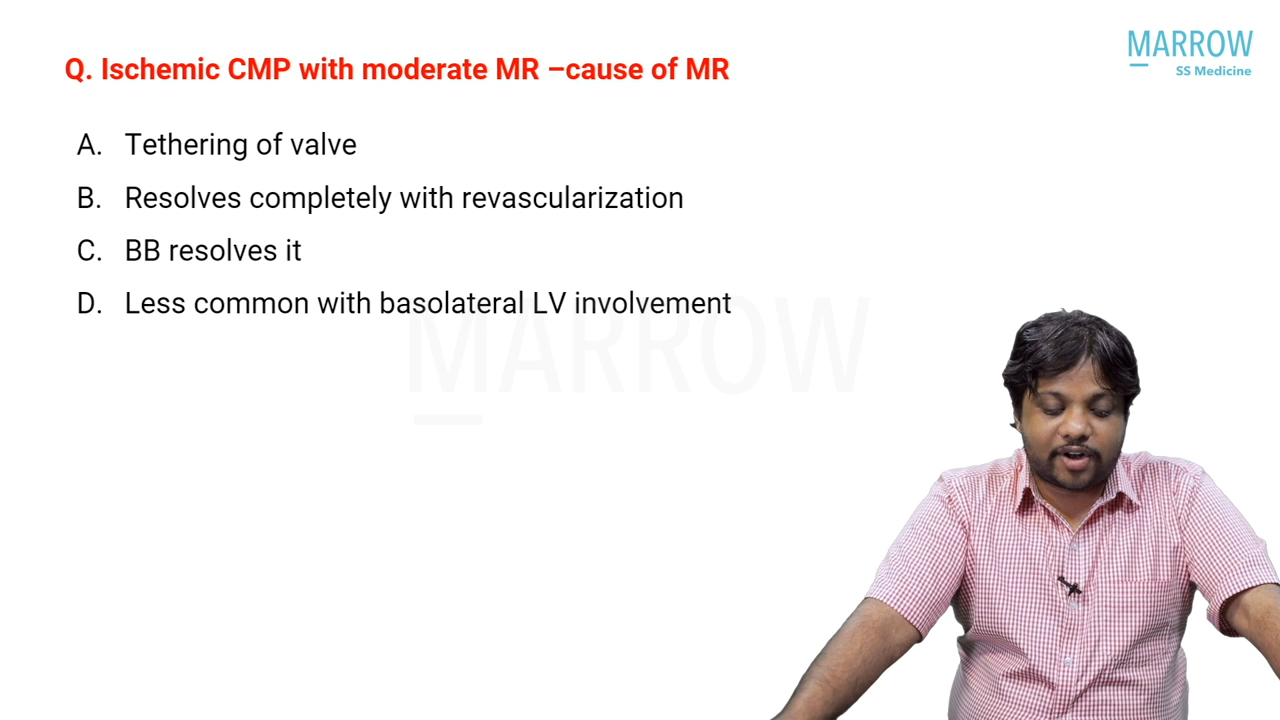 MARROW
SS Medicine
Q. Ischemic CMP with moderate MR –cause of MR
A. Tethering of valve
B. Resolves completely with revascularization
C. BB resolves it
D. Less common with basolateral LV involvement
MARROW